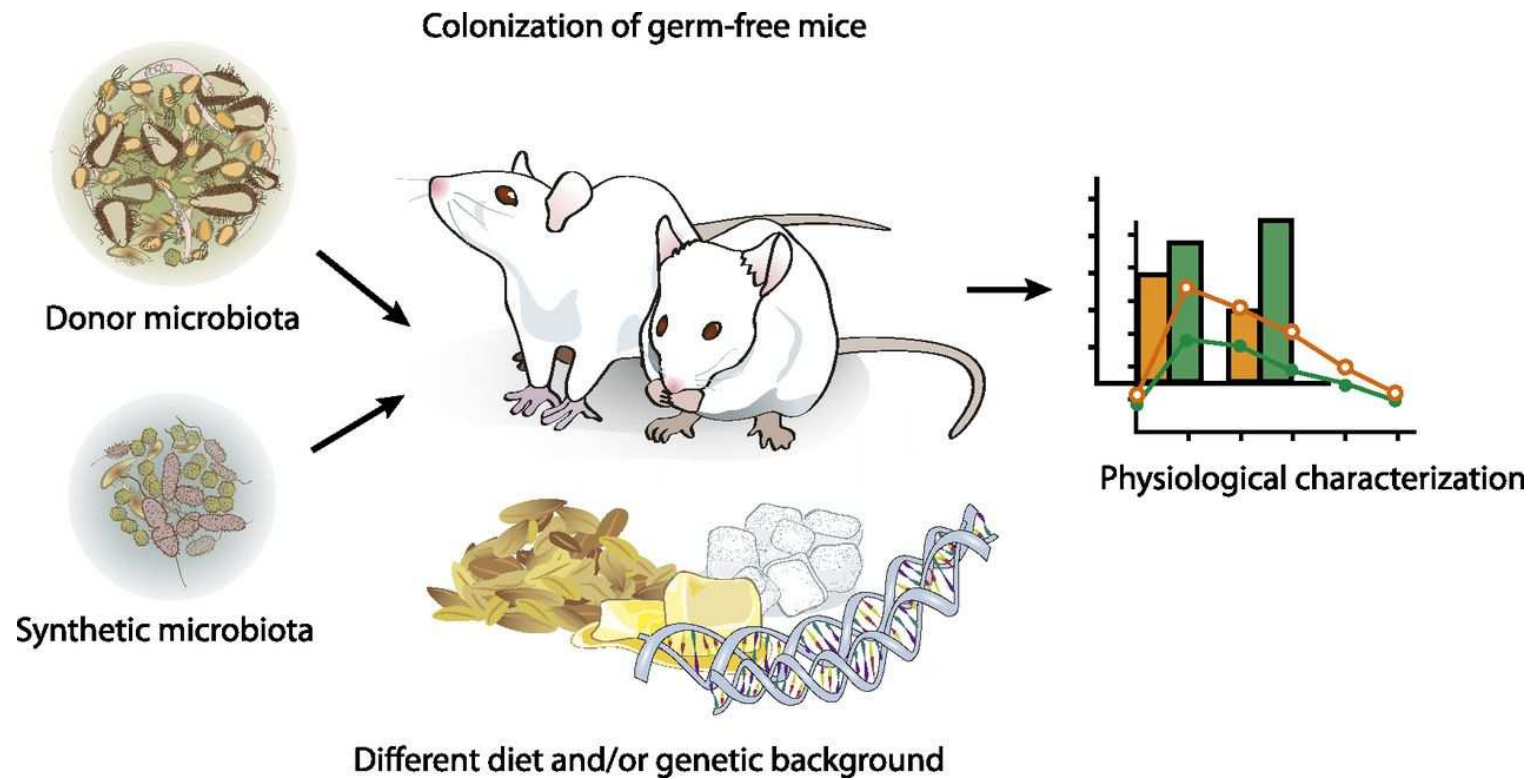 Colonization of germ-free mice
Donor microbiota
Synthetic microbiota
Physiological characterization
Different diet and/or genetic background